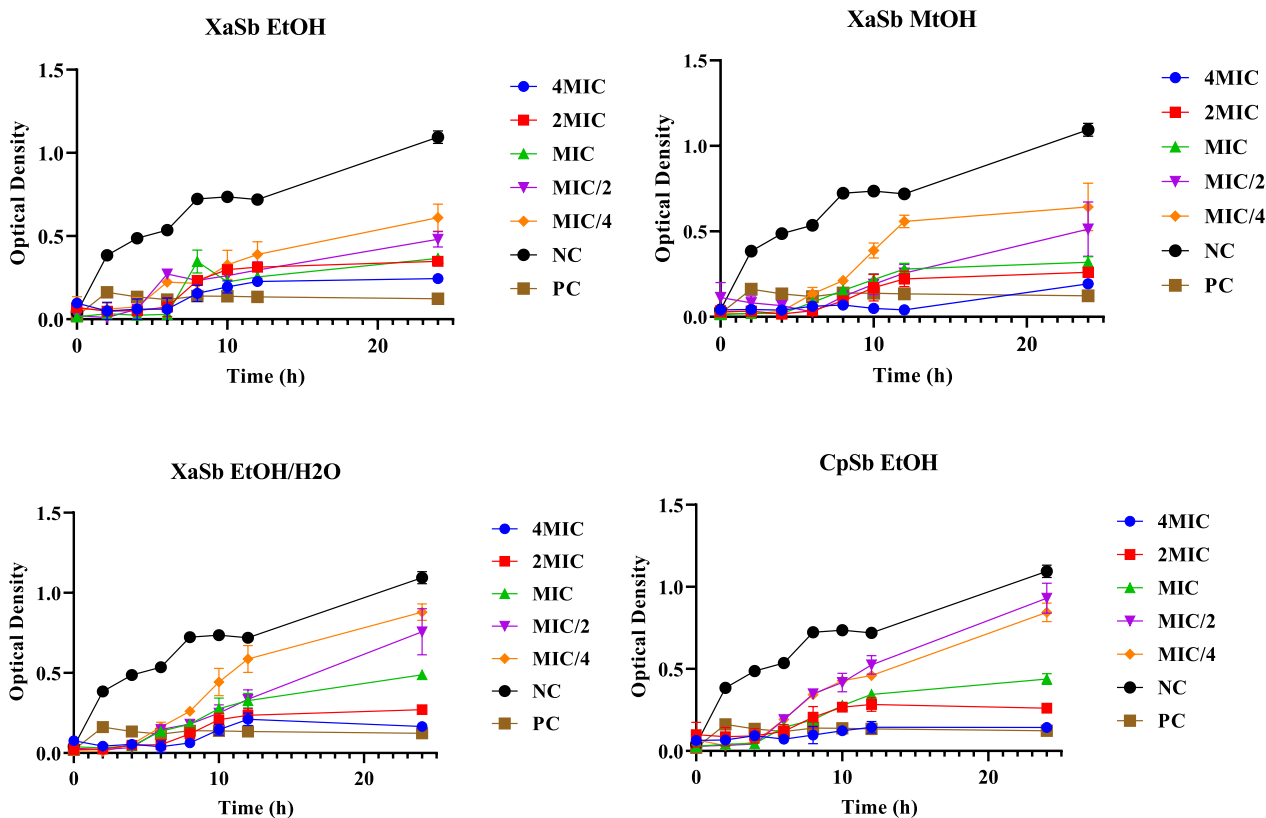 XaSb EtOH
1.5
1.0
0.5
0.0
Optical Density
0
10
20
Time (h)
4MIC
2MIC
MIC
MIC/2
MIC/4
NC
PC
XaSb MtOH
1.5
1.0
0.5
0.0
Optical Density
0
10
20
Time (h)
4MIC
2MIC
MIC
MIC/2
MIC/4
NC
PC
XaSb EtOH/H2O
1.5
1.0
0.5
0.0
Optical Density
0
10
20
Time (h)
4MIC
2MIC
MIC
MIC/2
MIC/4
NC
PC
CpSb EtOH
1.5
1.0
0.5
0.0
Optical Density
0
10
20
Time (h)
4MIC
2MIC
MIC
MIC/2
MIC/4
NC
PC